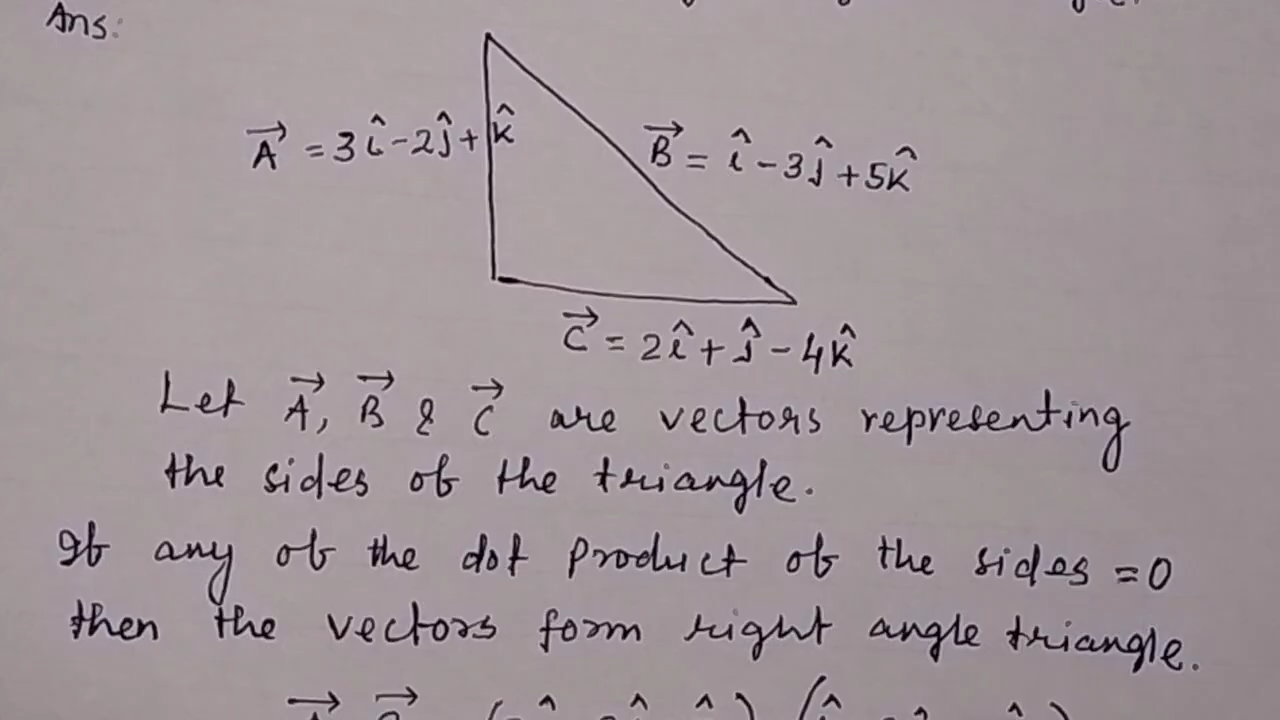 Ans:
A⃗ = 3î - 2ĵ + k̂
B⃗ = î - 3ĵ + 5k̂
C⃗ = 2î + ĵ - 4k̂
Let A⃗, B⃗ & C⃗ are vectors representing
the sides of the triangle.
If any of the dot product of the sides = 0
then the vectors form right angle triangle.